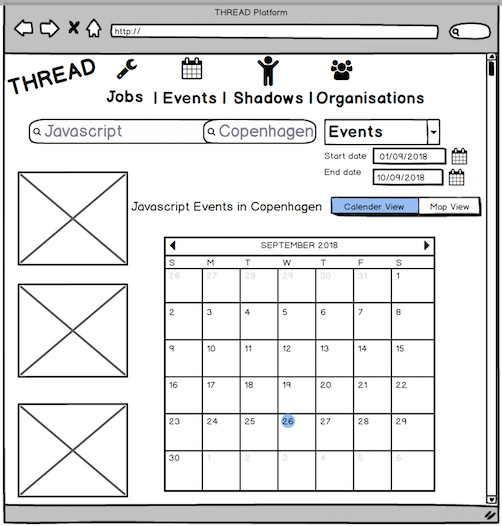 THREAD Platform
http://
THREAD
Jobs | Events | Shadows | Organisations
Javascript Copenhagen Events
Start date 01/09/2018
End date 10/09/2018
Javascript Events in Copenhagen Calender View Map View
SEPTEMBER 2018
S M T W T F S
26 27 28 29 30 31 1
2 3 4 5 6 7 8
9 10 11 12 13 14 15
16 17 18 19 20 21 22
23 24 25 26 27 28 29
30 1 2 3 4 5 6